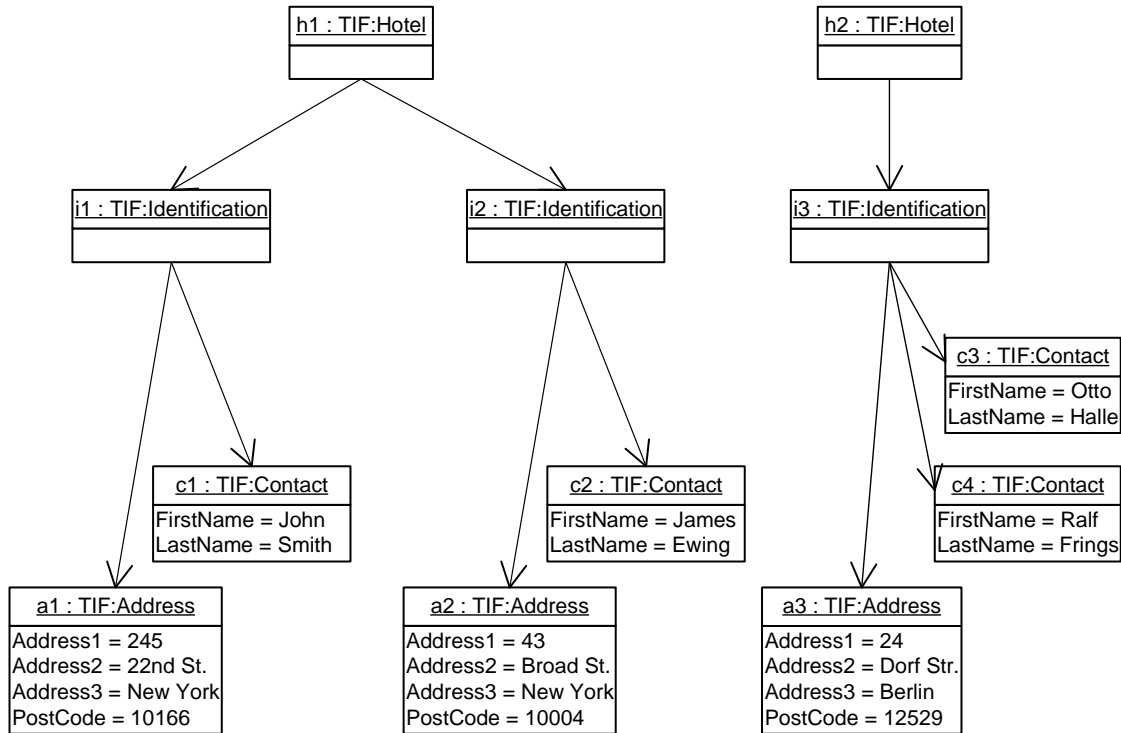 h1 : TIF:Hotel
h2 : TIF:Hotel
i1 : TIF:Identification
i2 : TIF:Identification
i3 : TIF:Identification
c3 : TIF:Contact
FirstName = Otto
LastName = Halle
c1 : TIF:Contact
FirstName = John
LastName = Smith
c2 : TIF:Contact
FirstName = James
LastName = Ewing
c4 : TIF:Contact
FirstName = Ralf
LastName = Frings
a1 : TIF:Address
Address1 = 245
Address2 = 22nd St.
Address3 = New York
PostCode = 10166
a2 : TIF:Address
Address1 = 43
Address2 = Broad St.
Address3 = New York
PostCode = 10004
a3 : TIF:Address
Address1 = 24
Address2 = Dorf Str.
Address3 = Berlin
PostCode = 12529